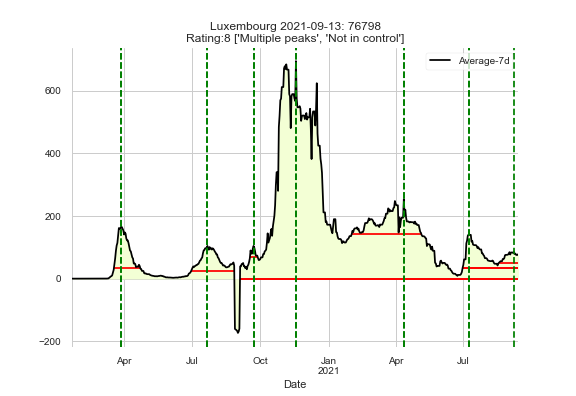 Luxembourg 2021-09-13: 76798
Rating:8 ['Multiple peaks', 'Not in control']
Average-7d
600
400
200
0
−200
Apr
Jul
Oct
Jan
2021
Apr
Jul
Date